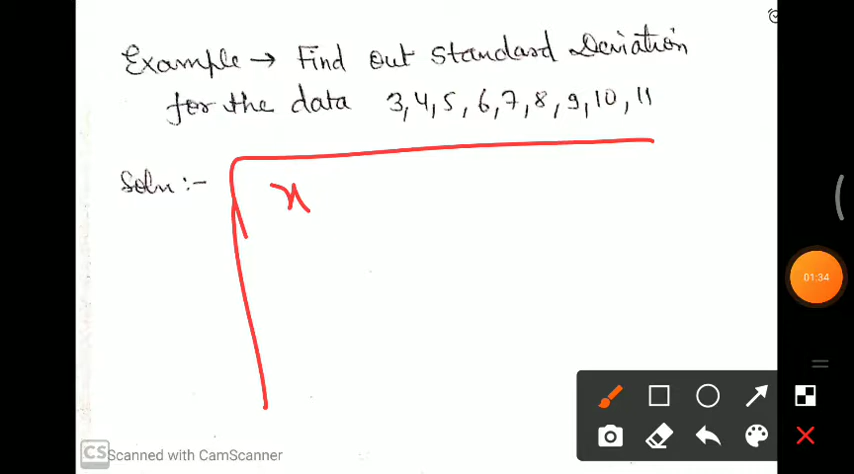 Example → Find out Standard Deviation
for the data 3, 4, 5, 6, 7, 8, 9, 10, 11
Soln :-
x
01:34
CS Scanned with CamScanner